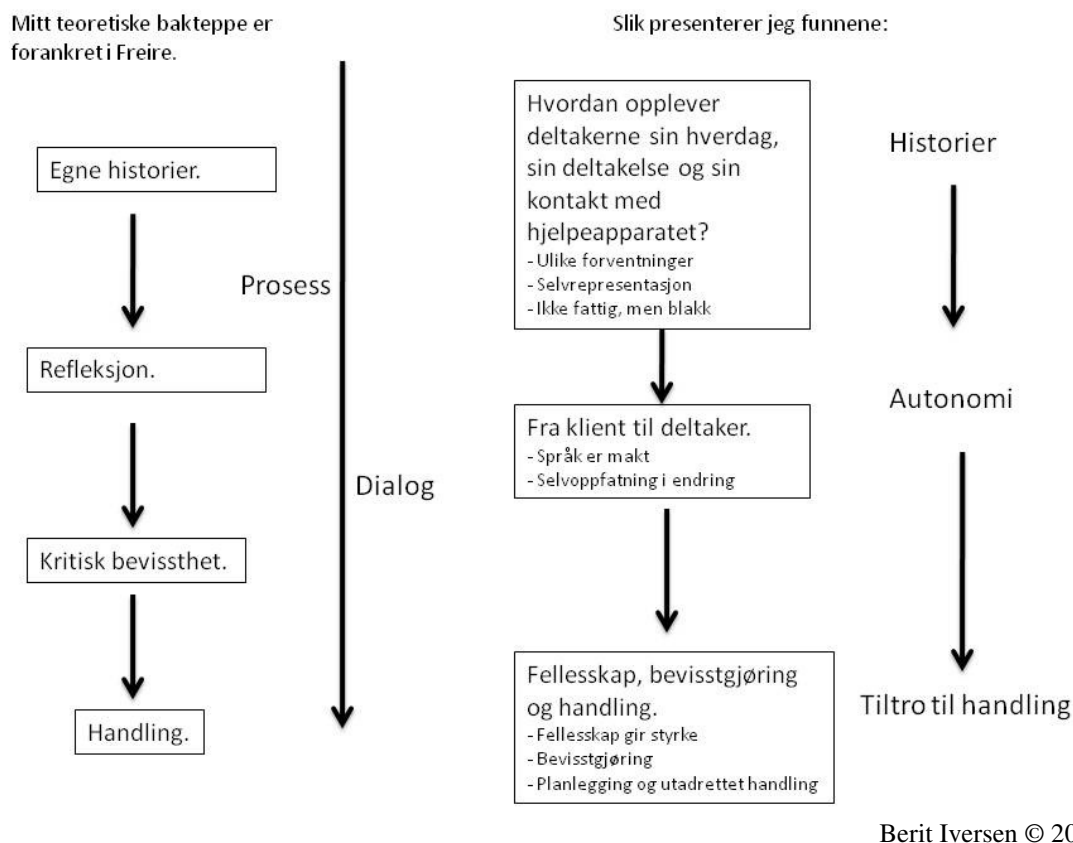 Mitt teoretiske bakteppe er
forankret i Freire.
Egne historier.
Refleksjon.
Kritisk bevissthet.
Handling.
Prosess
Dialog
Slik presenterer jeg funnene:
Hvordan opplever
deltakerne sin hverdag,
sin deltakelse og sin
kontakt med
hjelpeapparatet?
- Ulike forventninger
- Selvrepresentasjon
- Ikke fattig, men blakk
Fra klient til deltaker.
- Språk er makt
- Selvoppfatning i endring
Fellesskap, bevisstgjøring
og handling.
- Fellesskap gir styrke
- Bevisstgjøring
- Planlegging og utadrettet handling
Historier
Autonomi
Tiltro til handling
Berit Iversen © 20